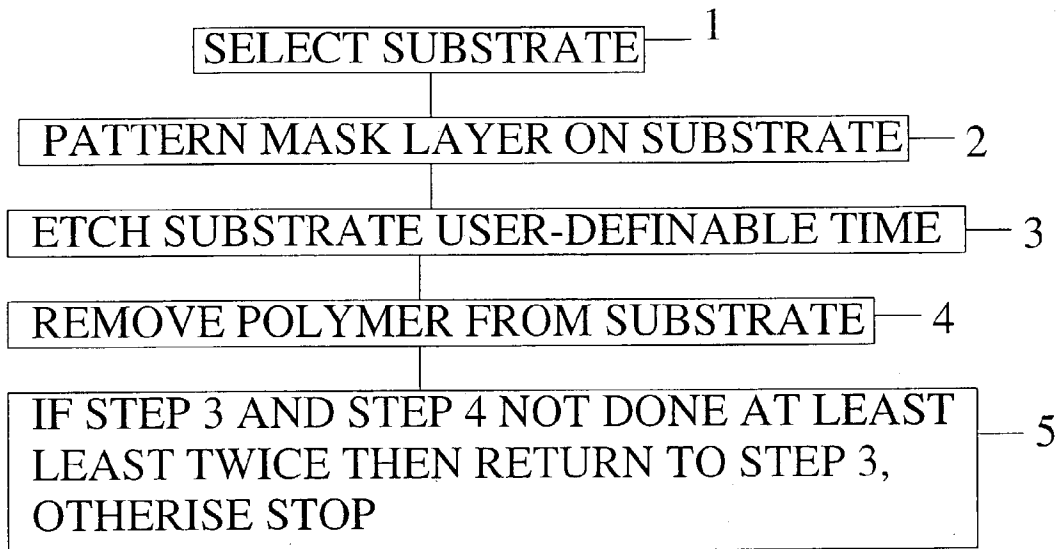 SELECT SUBSTRATE 1
PATTERN MASK LAYER ON SUBSTRATE 2
ETCH SUBSTRATE USER-DEFINABLE TIME 3
REMOVE POLYMER FROM SUBSTRATE 4
IF STEP 3 AND STEP 4 NOT DONE AT LEAST
LEAST TWICE THEN RETURN TO STEP 3, 5
OTHERISE STOP